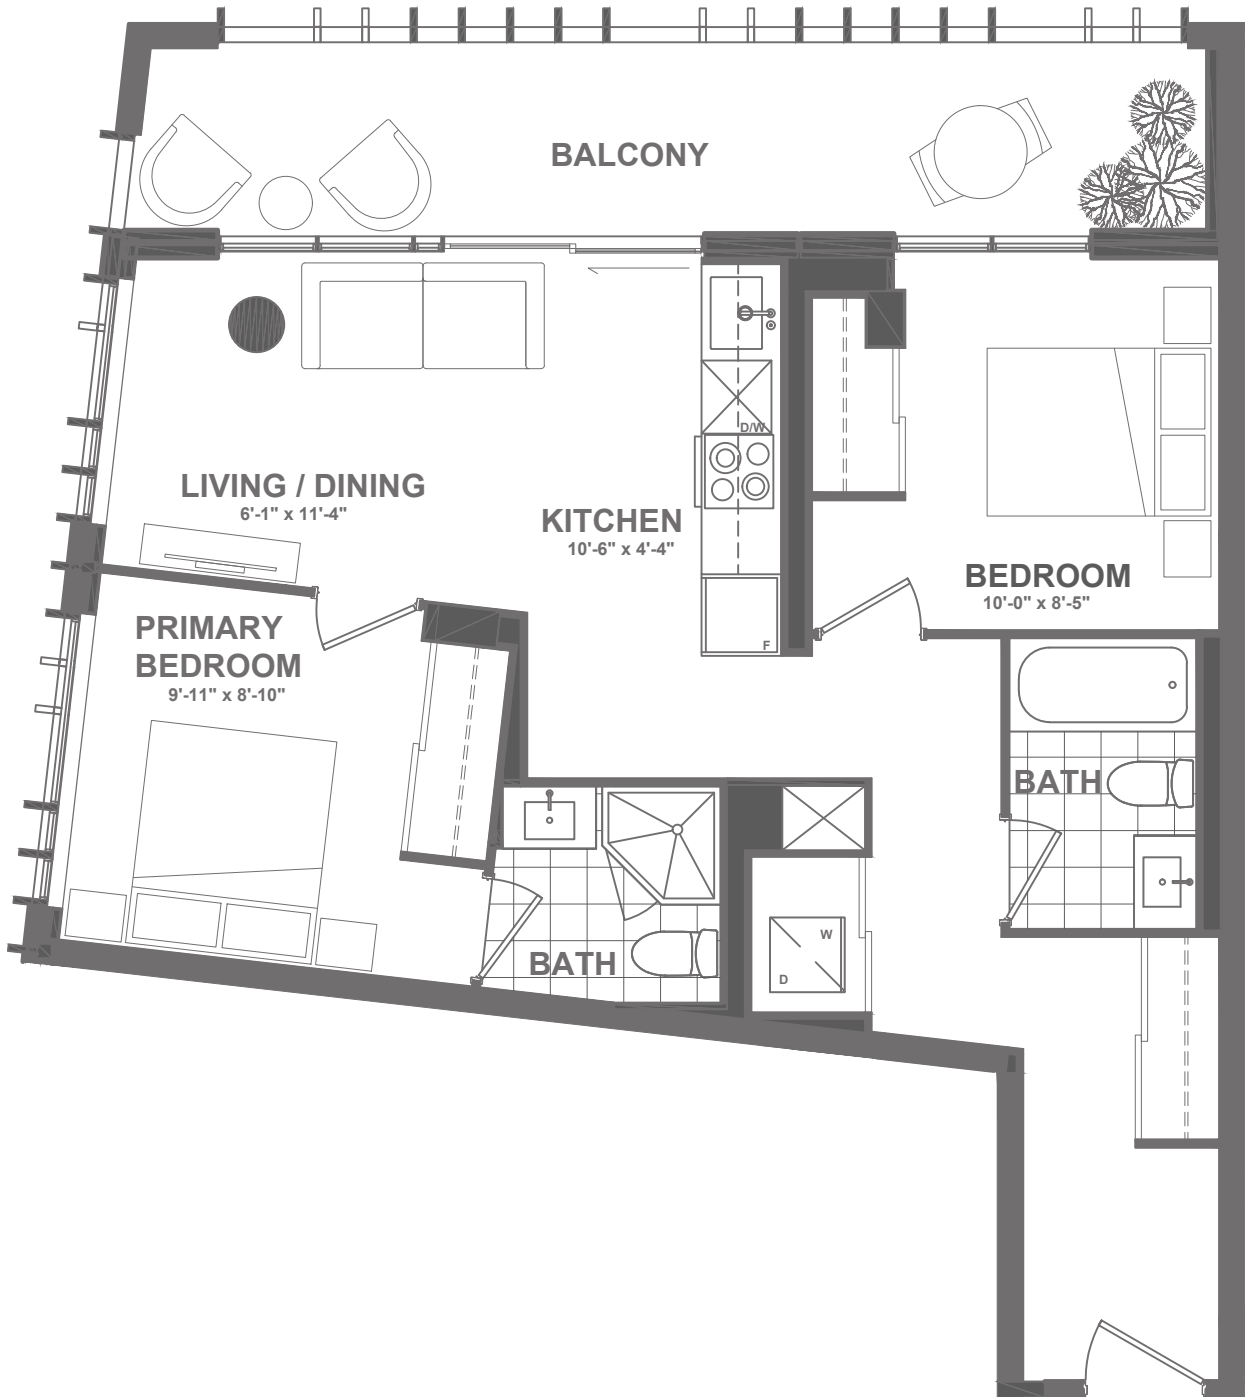 BALCONY
LIVING / DINING
6'-1" x 11'-4"
KITCHEN
10'-6" x 4'-4"
D/W
F
BEDROOM
10'-0" x 8'-5"
PRIMARY
BEDROOM
9'-11" x 8'-10"
BATH
BATH
W
D